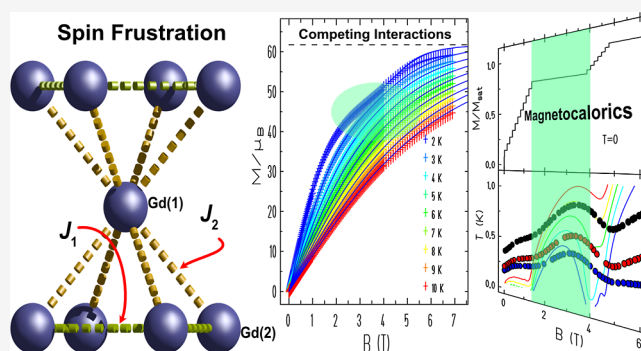 Spin Frustration
Gd(1)
J1
J2
Gd(2)
Competing Interactions
M/μB
60
50
40
30
20
10
0
2 K
3 K
4 K
5 K
6 K
7 K
8 K
9 K
10 K
0 1 2 3 4 5 6 7
B (T)
M/Msat
1,0
0,5
0,0
Magnetocalorics
T=0
T (K)
1,0
0,5
0,0
0 2 4 6
B (T)